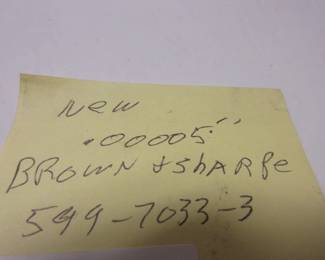 New
.00005"
BROWN & ShARPe
599-7033-3